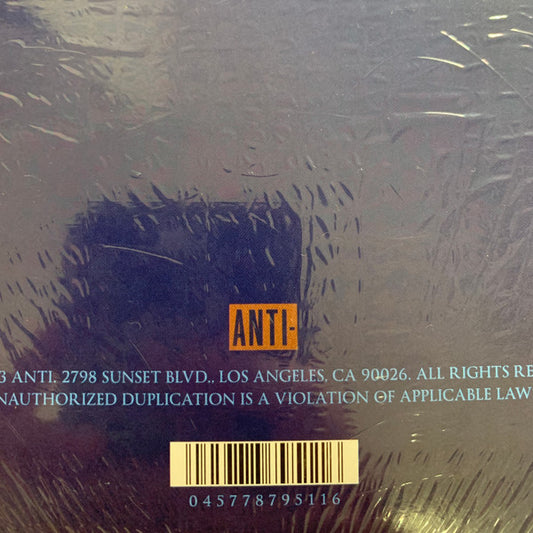 ANTI-
3 ANTI. 2798 SUNSET BLVD., LOS ANGELES, CA 90026. ALL RIGHTS RE
NAUTHORIZED DUPLICATION IS A VIOLATION OF APPLICABLE LAW
045778795116